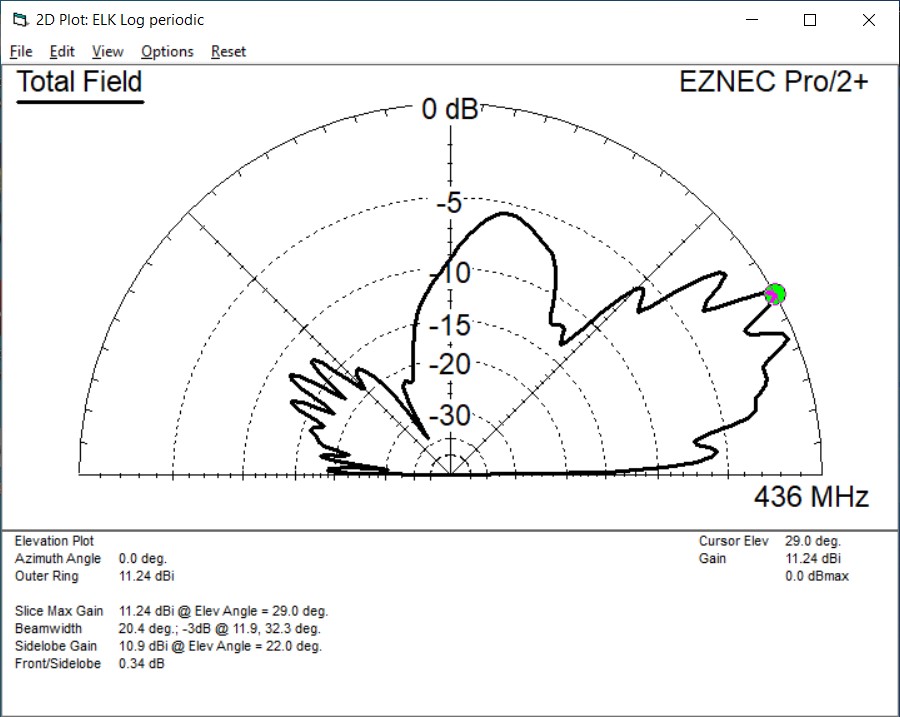 2D Plot: ELK Log periodic
File Edit View Options Reset
Total Field
EZNEC Pro/2+
0 dB
-5
-10
-15
-20
-30
436 MHz
Elevation Plot
Cursor Elev 29.0 deg.
Azimuth Angle 0.0 deg.
Gain 11.24 dBi
Outer Ring 11.24 dBi
0.0 dBmax
Slice Max Gain 11.24 dBi @ Elev Angle = 29.0 deg.
Beamwidth 20.4 deg.; -3dB @ 11.9, 32.3 deg.
Sidelobe Gain 10.9 dBi @ Elev Angle = 22.0 deg.
Front/Sidelobe 0.34 dB